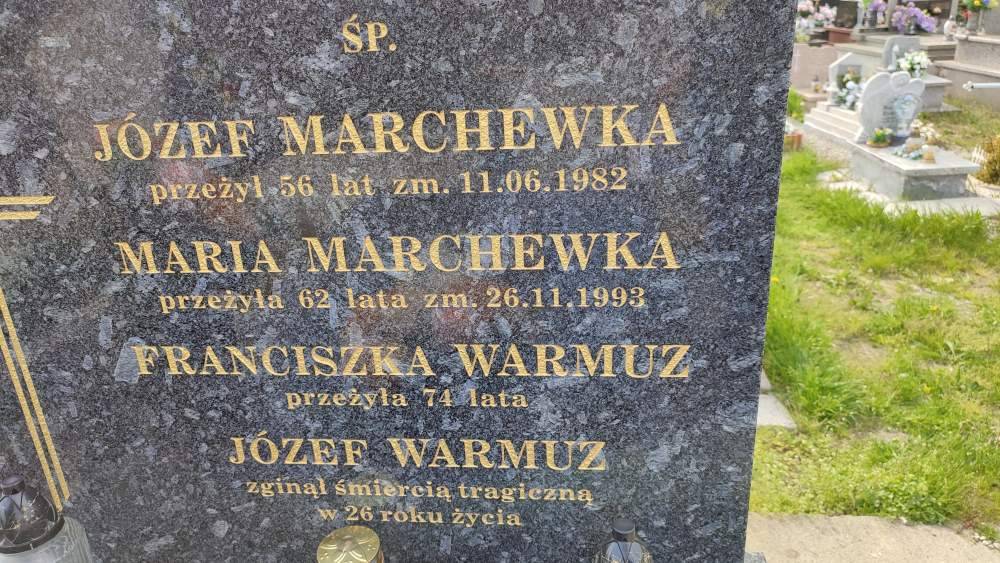 ŚP.
JÓZEF MARCHEWKA
przeżył 56 lat zm. 11.06.1982
MARIA MARCHEWKA
przeżyła 62 lata zm. 26.11.1993
FRANCISZKA WARMUZ
przeżyła 74 lata
JÓZEF WARMUZ
zginął śmiercią tragiczną
w 26 roku życia